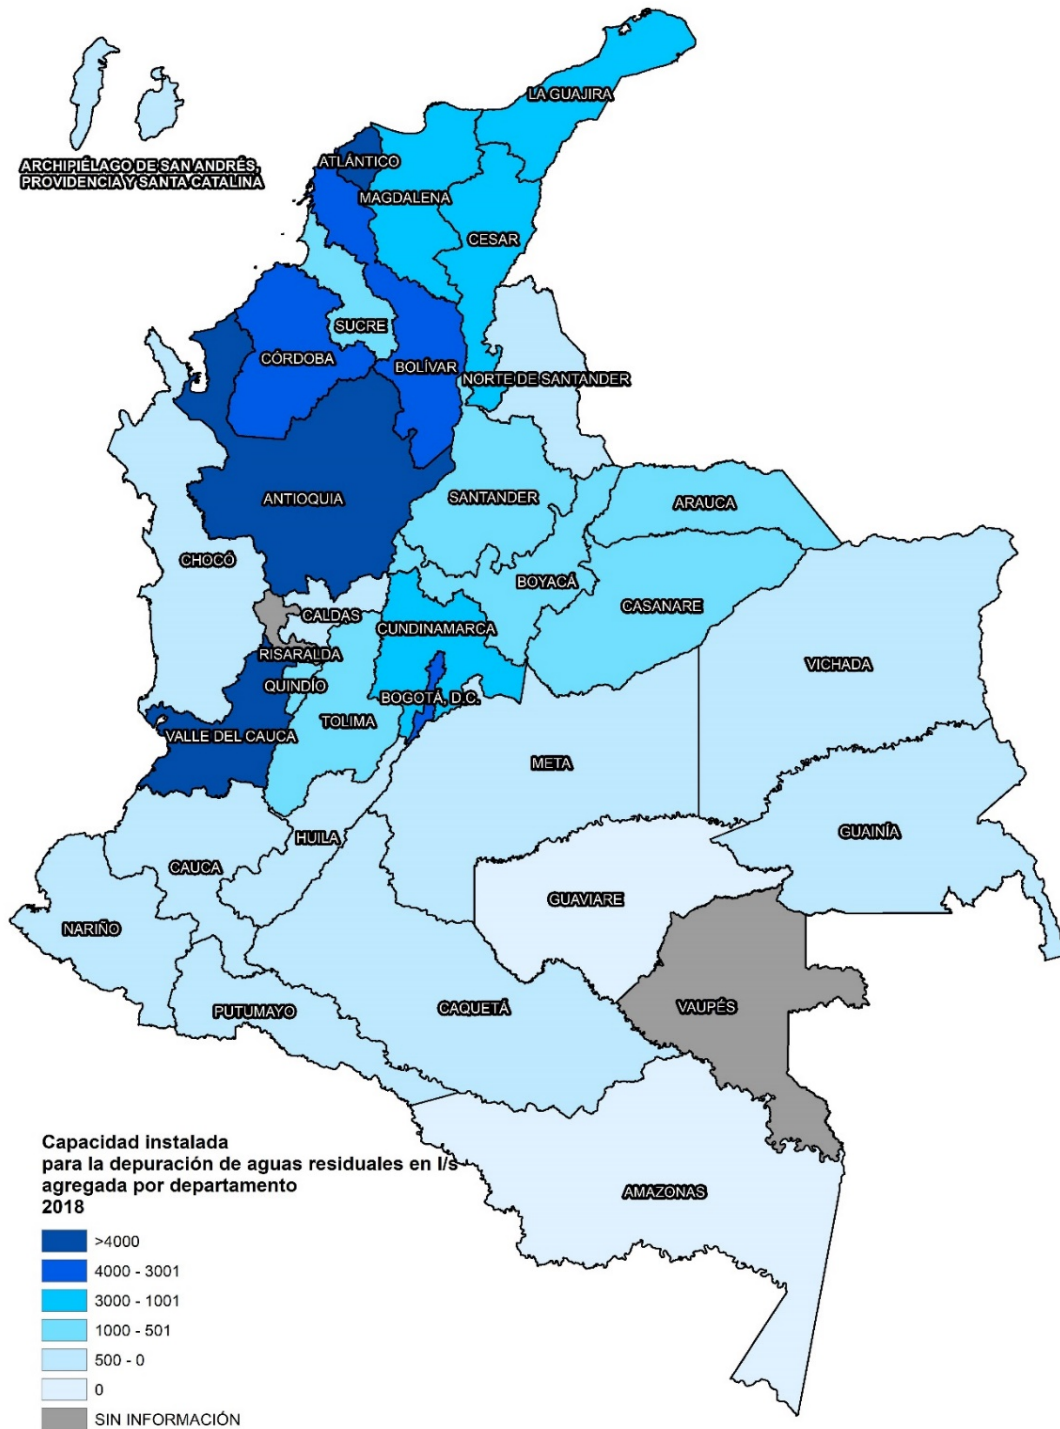 LA GUAJIRA
ARCHIPIÉLAGO DE SAN ANDRÉS,
PROVIDENCIA Y SANTA CATALINA
ATLÁNTICO
MAGDALENA
CESAR
SUCRE
CÓRDOBA
BOLÍVAR
NORTE DE SANTANDER
ANTIOQUIA
SANTANDER
ARAUCA
CHOCÓ
BOYACÁ
CASANARE
CALDAS
CUNDINAMARCA
RISARALDA
VICHADA
QUINDÍO
BOGOTÁ, D.C.
TOLIMA
VALLE DEL CAUCA
META
GUAINÍA
HUILA
CAUCA
GUAVIARE
NARIÑO
PUTUMAYO
CAQUETÁ
VAUPÉS
AMAZONAS
Capacidad instalada
para la depuración de aguas residuales en l/s
agregada por departamento
2018
>4000
4000 - 3001
3000 - 1001
1000 - 501
500 - 0
0
SIN INFORMACIÓN